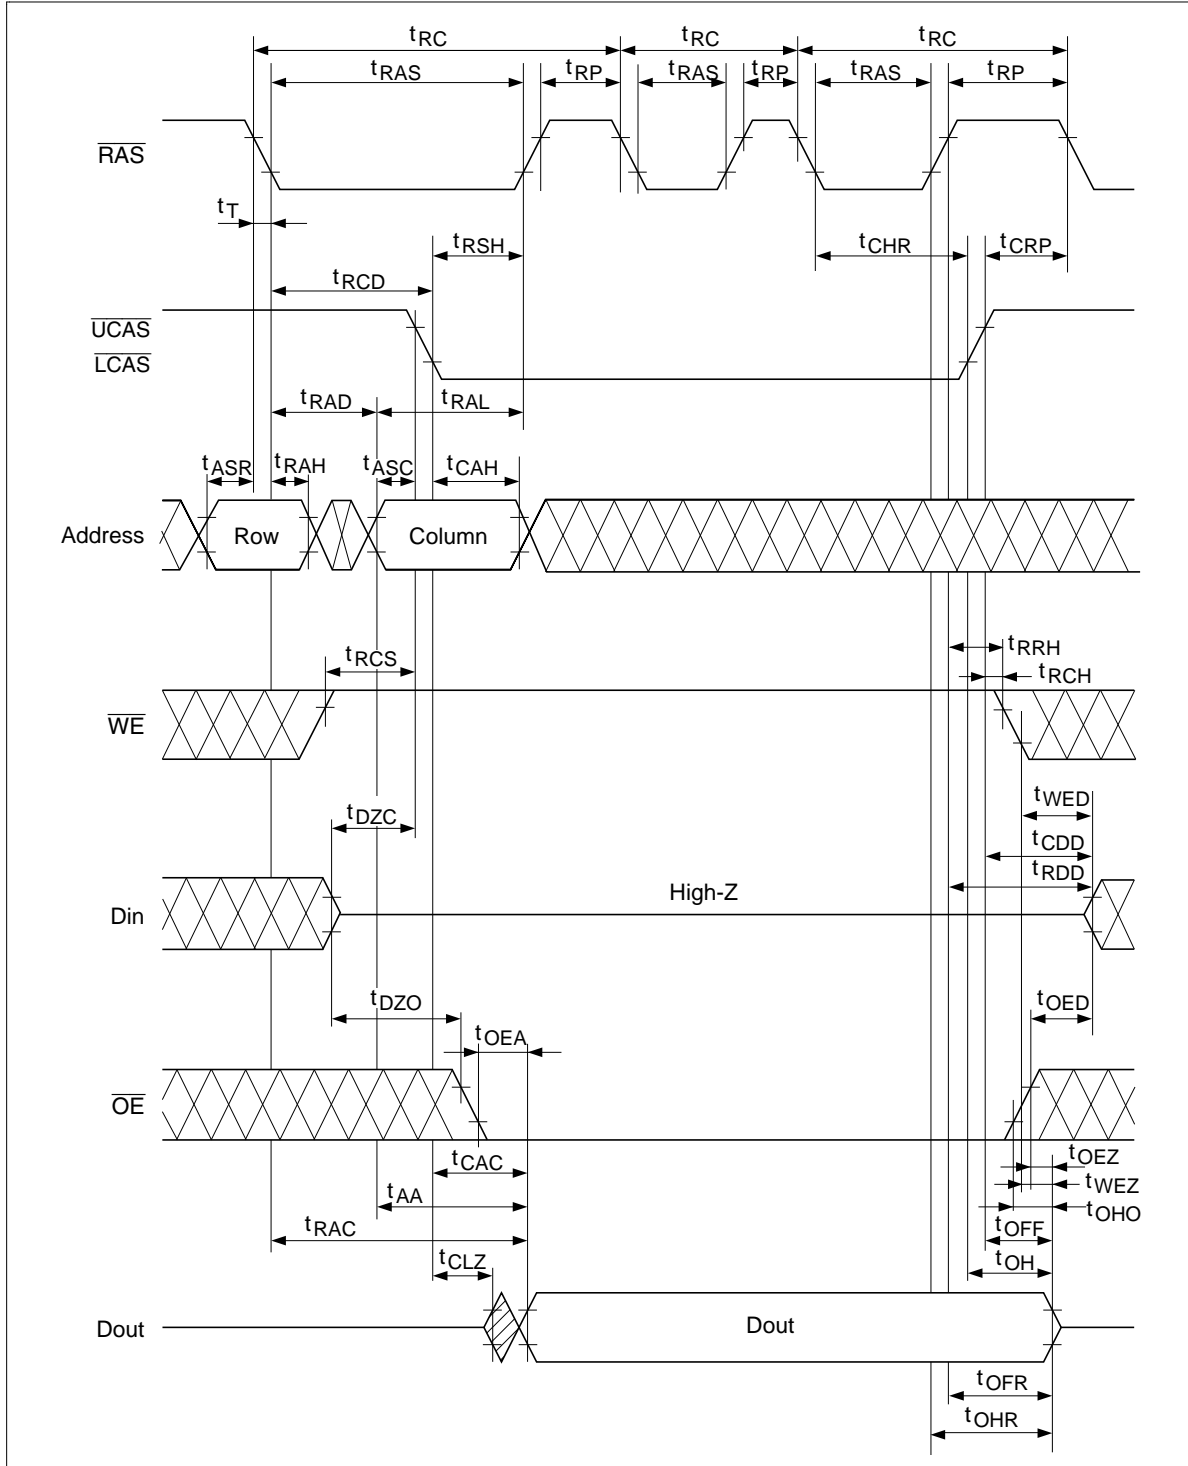 tRC tRC tRC
tRAS tRP tRAS tRP tRAS tRP
RAS
tT
tRSH tCHR tCRP
tRCD
UCAS
LCAS
tRAD tRAL
tASR tRAH tASC tCAH
Address Row Column
tRRH
tRCS
tRCH
WE
tWED
tDZC
tCDD
tRDD
High-Z
Din
tDZO tOED
tOEA
OE
tCAC tOEZ
tAA tWEZ
tOHO
tRAC tOFF
tCLZ tOH
Dout Dout
tOFR
tOHR